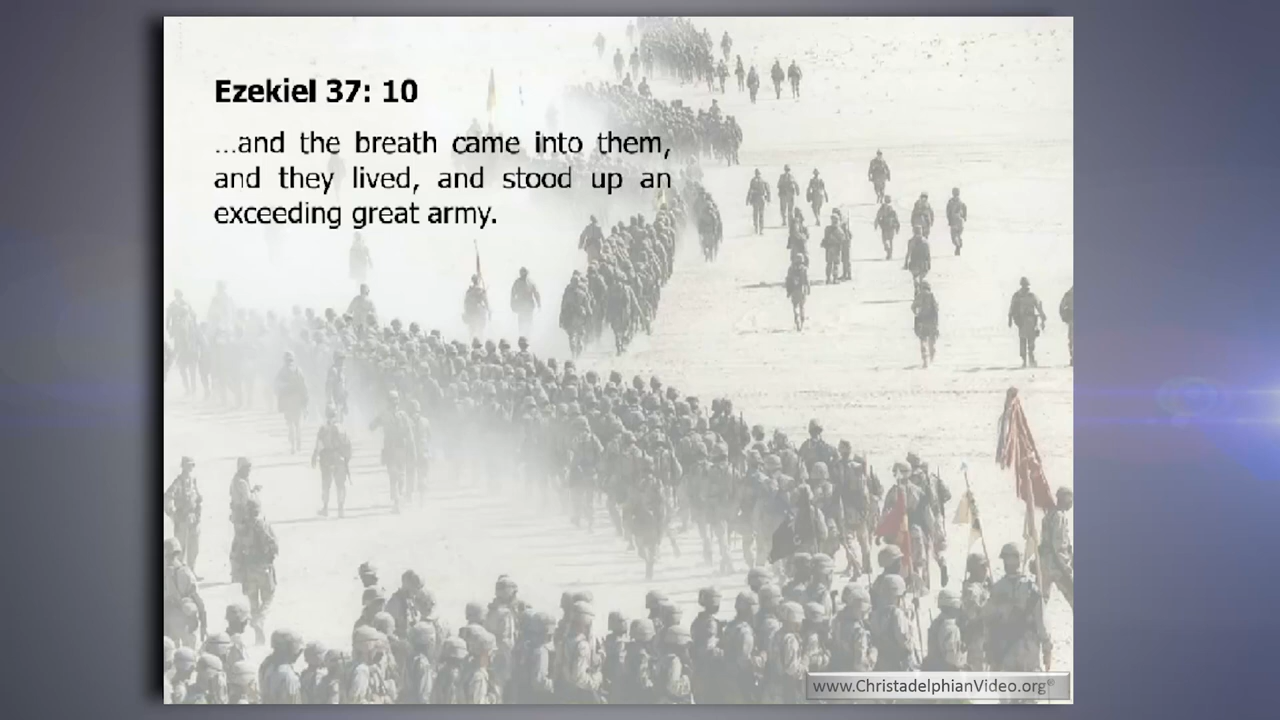 Ezekiel 37: 10
...and the breath came into them,
and they lived, and stood up an
exceeding great army.
www.ChristadelphianVideo.org®